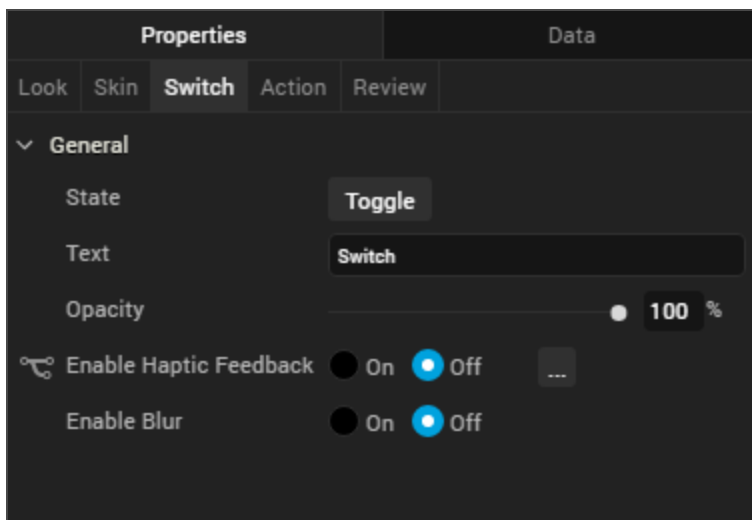 Properties Data
Look Skin Switch Action Review
General
State Toggle
Text Switch
Opacity 100 %
Enable Haptic Feedback On Off ...
Enable Blur On Off